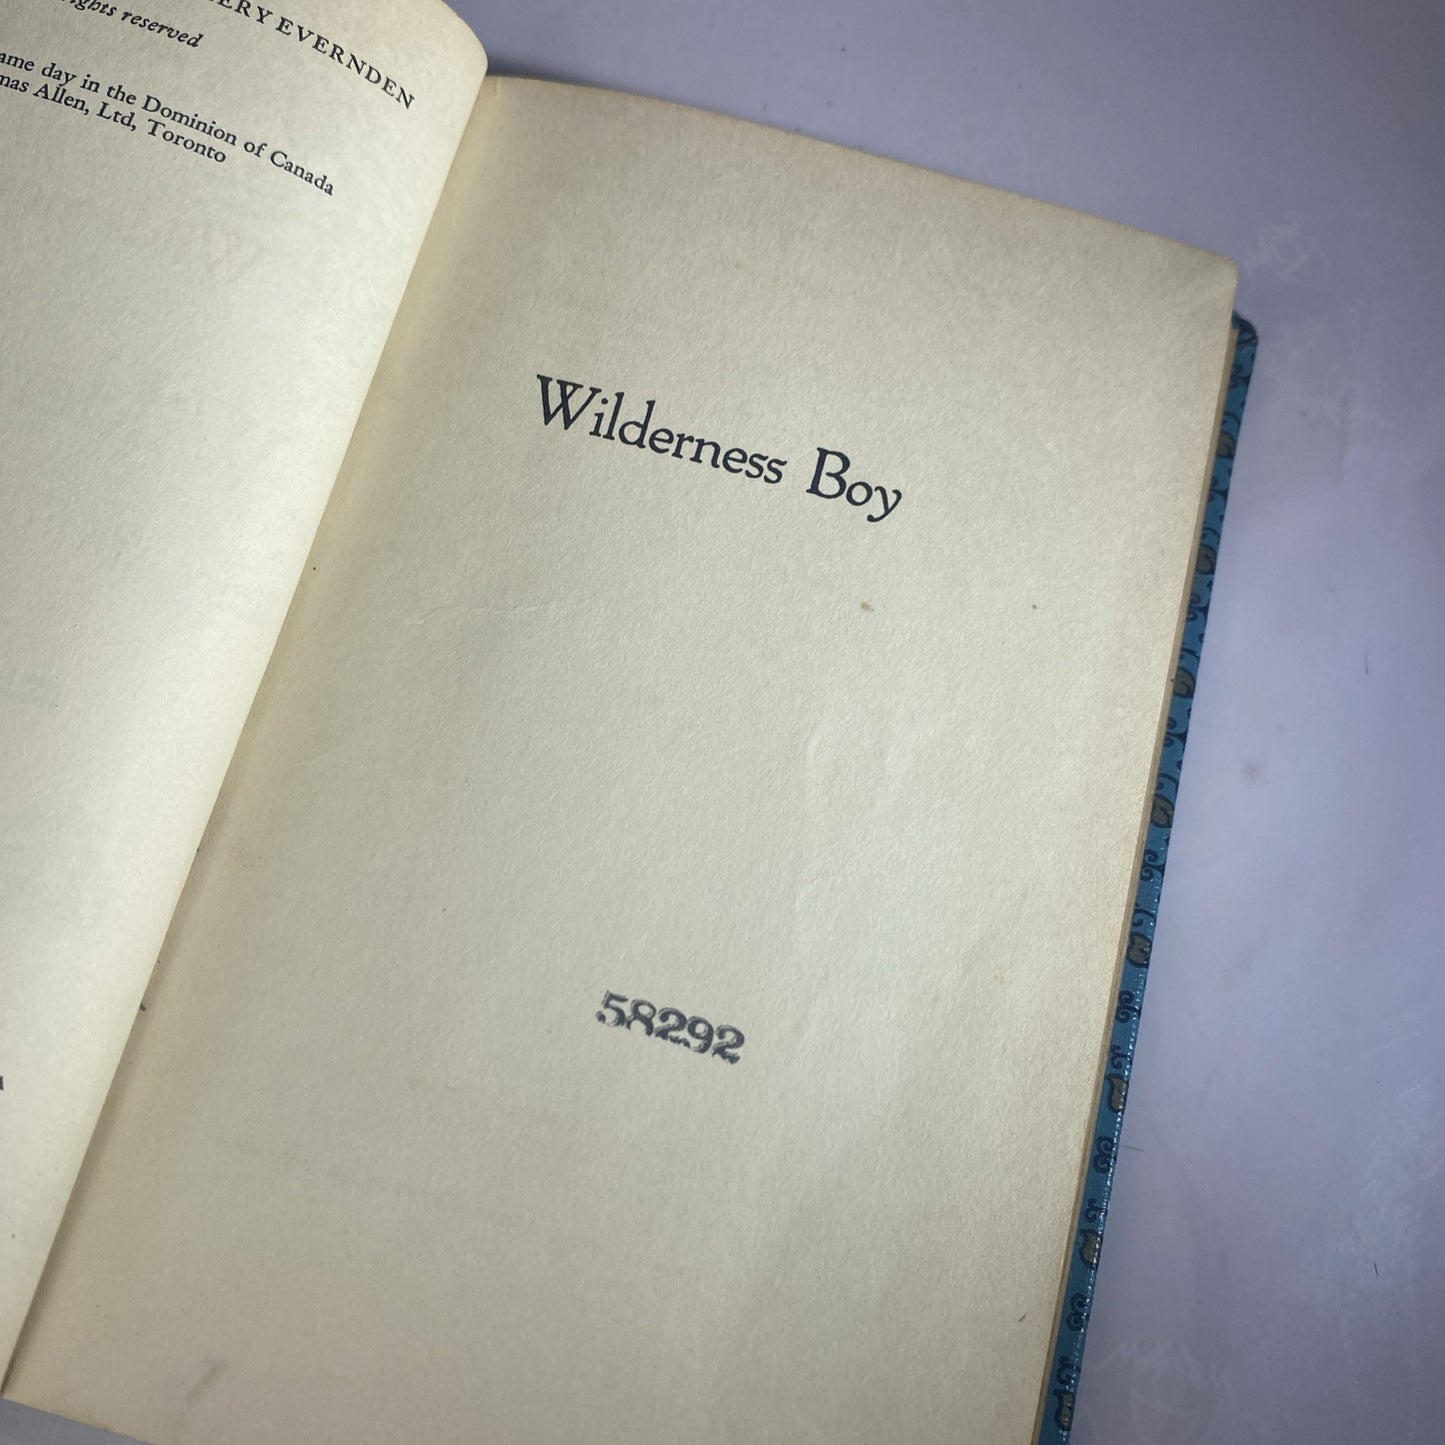 ERY EVERNDEN
ghts reserved
ame day in the Dominion of Canada
mas Allen, Ltd, Toronto
Wilderness Boy
58292